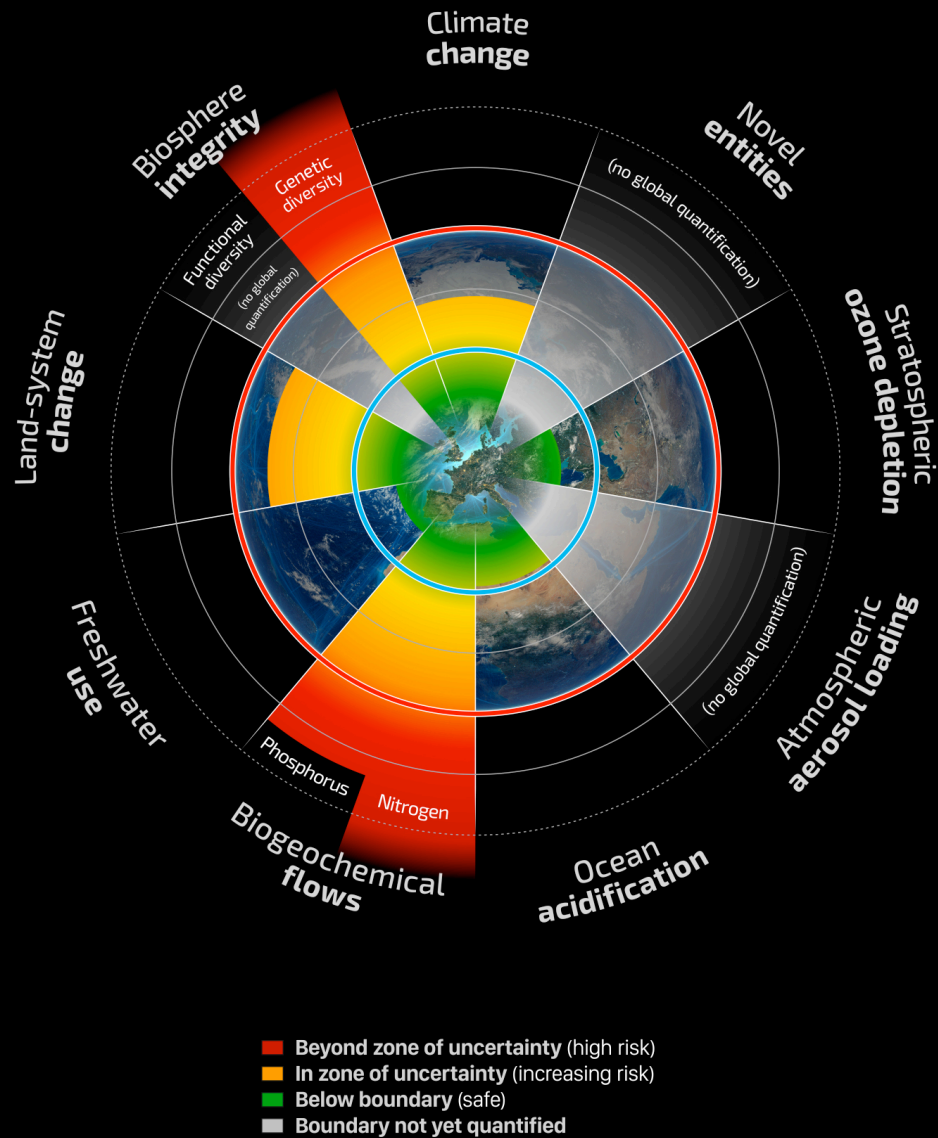 Climate
change
Novel
entities
(no global quantification)
Stratospheric
ozone depletion
Atmospheric
aerosol loading
(no global quantification)
Ocean
acidification
Biogeochemical
flows
Phosphorus
Nitrogen
Freshwater
use
Land-system
change
Biosphere
integrity
Functional
diversity
(no global
quantification)
Genetic
diversity
Beyond zone of uncertainty (high risk)
In zone of uncertainty (increasing risk)
Below boundary (safe)
Boundary not yet quantified